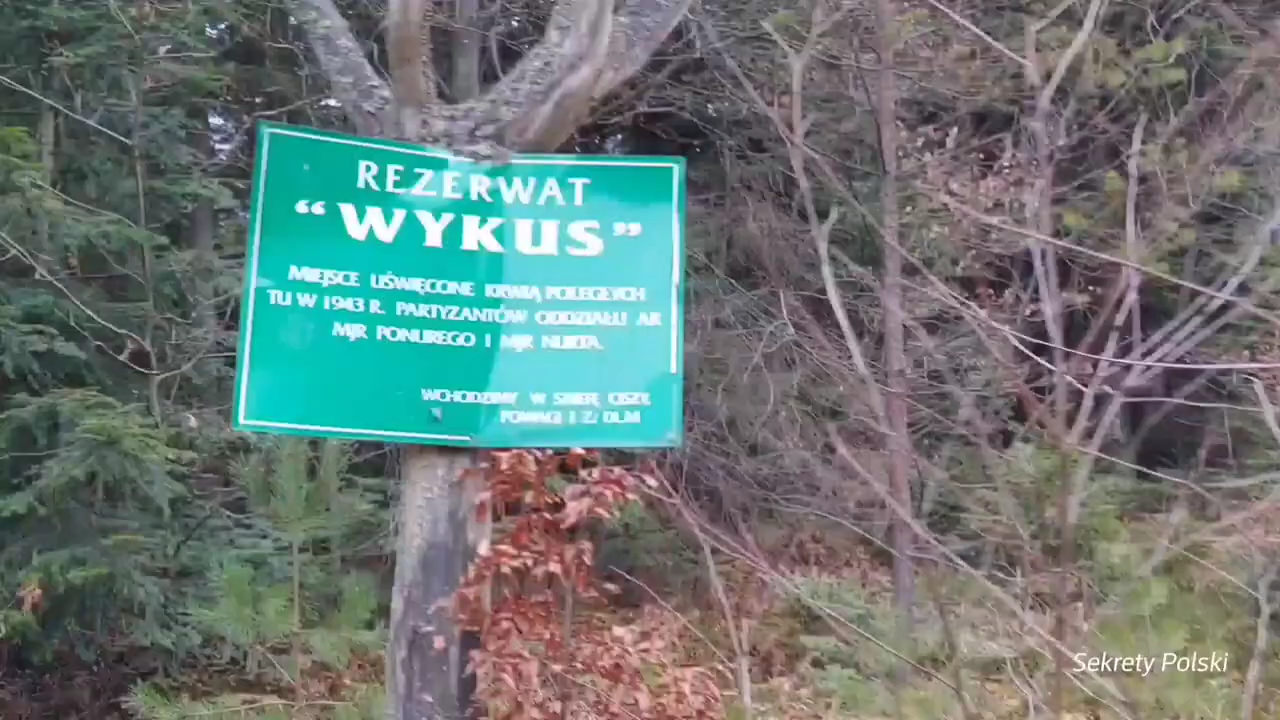 REZERWAT
“WYKUS”
MIEJSCE UŚWIĘCONE KRWIĄ POLEGŁYCH
TU W 1943 R. PARTYZANTÓW ODDZIAŁU AK
MJR PONUREGO I MJR NURTA.
WCHODZIMY W STREFĘ CISZY,
POWAGI I
Sekrety Polski